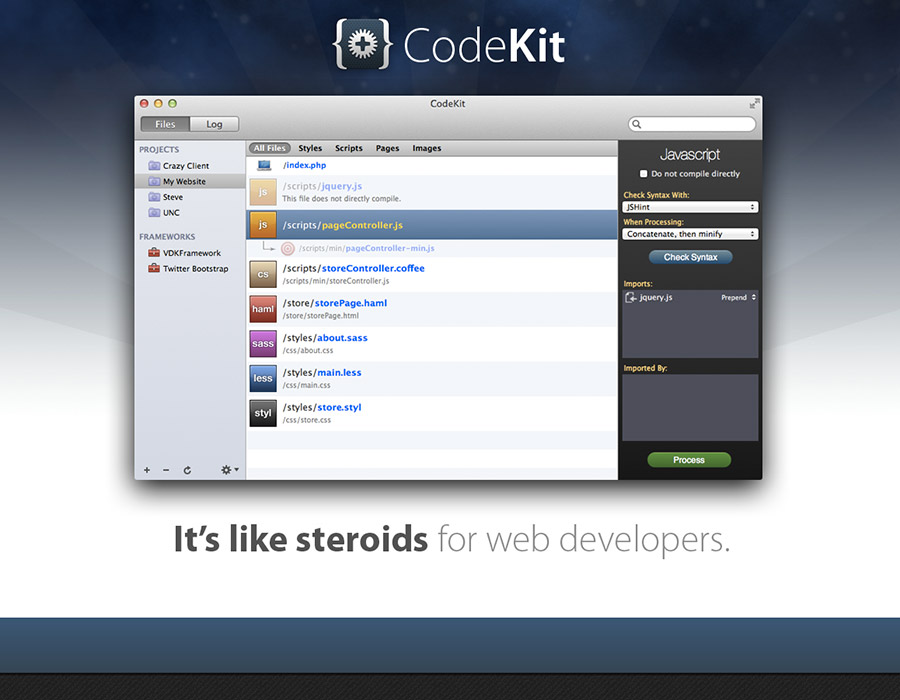 CodeKit
CodeKit
Files Log
PROJECTS
Crazy Client
My Website
Steve
UNC
FRAMEWORKS
VDKFramework
Twitter Bootstrap
All Files Styles Scripts Pages Images
/index.php
js
/scripts/jquery.js
This file does not directly compile.
js
/scripts/pageController.js
/scripts/min/pageController-min.js
cs
/scripts/storeController.coffee
/scripts/min/storeController.js
haml
/store/storePage.haml
/store/storePage.html
sass
/styles/about.sass
/css/about.css
less
/styles/main.less
/css/main.css
styl
/styles/store.styl
/css/store.css
Javascript
Do not compile directly
Check Syntax With:
JSHint
When Processing:
Concatenate, then minify
Check Syntax
Imports:
jquery.js Prepend
Imported By:
Process
It's like steroids for web developers.